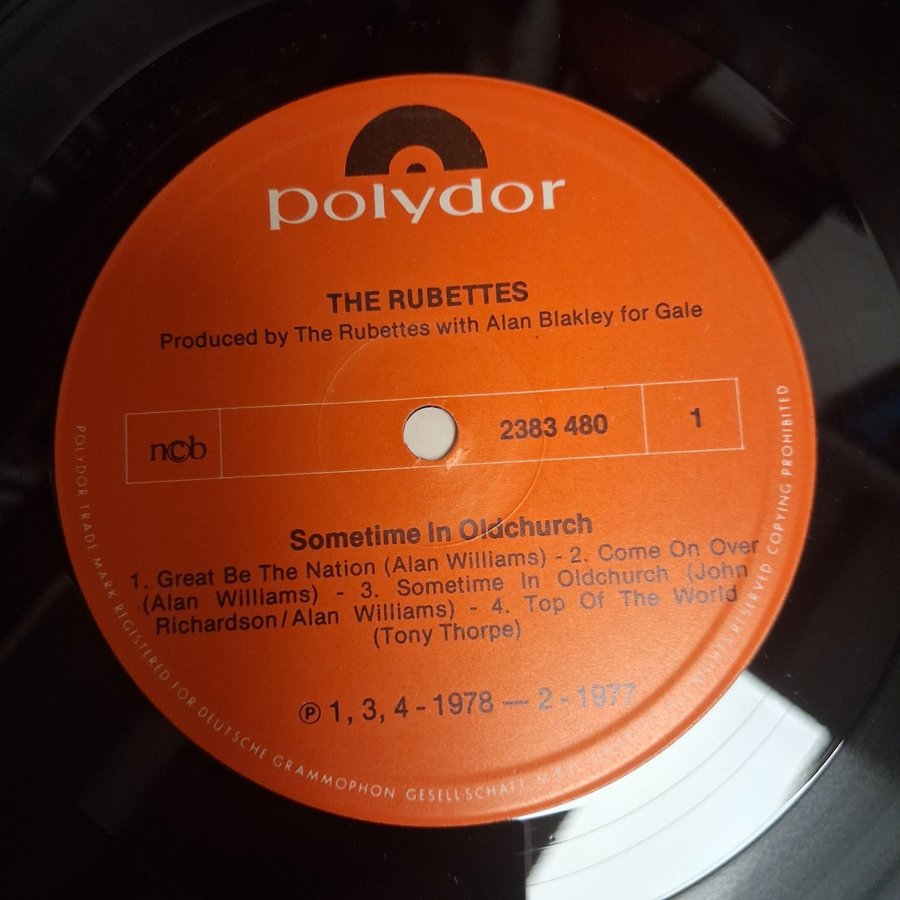 polydor
THE RUBETTES
Produced by The Rubettes with Alan Blakley for Gale
ncb
2383 480
1
Sometime In Oldchurch
1. Great Be The Nation (Alan Williams) - 2. Come On Over
(Alan Williams) - 3. Sometime In Oldchurch (John
Richardson/Alan Williams) - 4. Top Of The World
(Tony Thorpe)
℗ 1, 3, 4 - 1978 — 2 - 1977
POLYDOR TRADE MARK REGISTERED FOR DEUTSCHE GRAMMOPHON GESELLSCHAFT M.B.H. RIGHTS RESERVED COPYING PROHIBITED